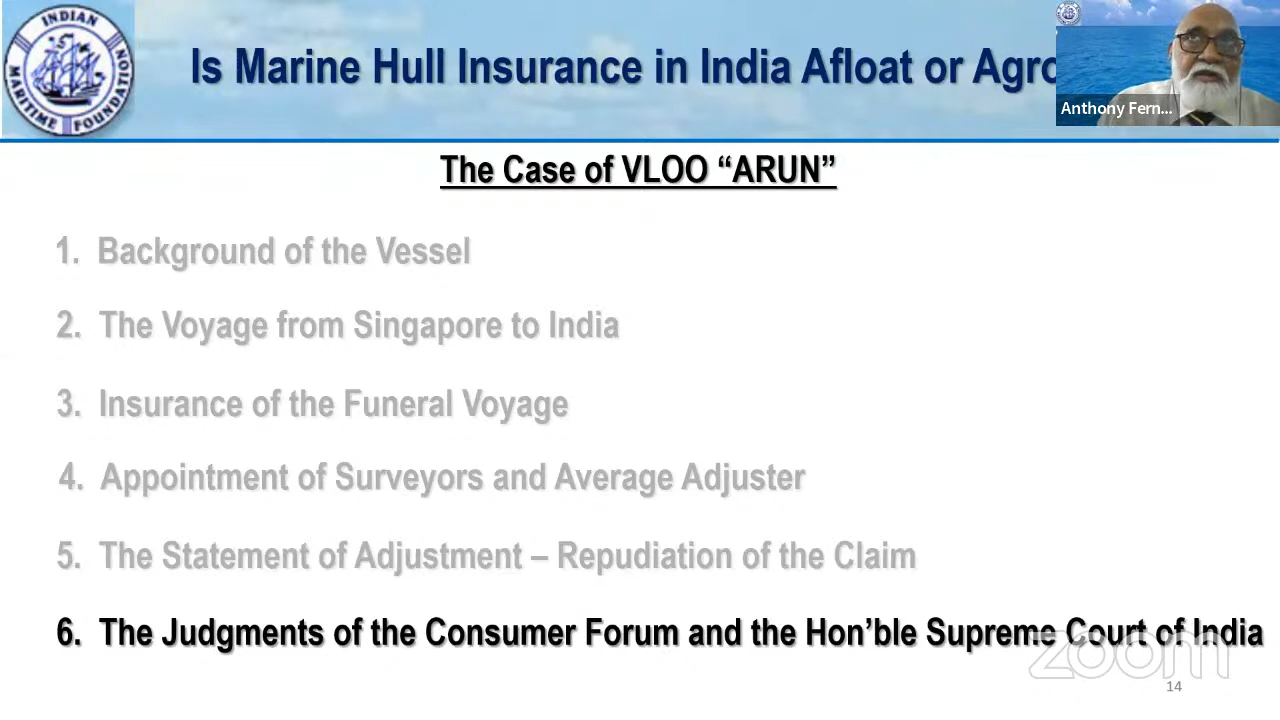 INDIAN
MARITIME
FOUNDATION
Is Marine Hull Insurance in India Afloat or Agro
Anthony Fern...
The Case of VLOO “ARUN”
1. Background of the Vessel
2. The Voyage from Singapore to India
3. Insurance of the Funeral Voyage
4. Appointment of Surveyors and Average Adjuster
5. The Statement of Adjustment – Repudiation of the Claim
6. The Judgments of the Consumer Forum and the Hon’ble Supreme Court of India
zoom
14